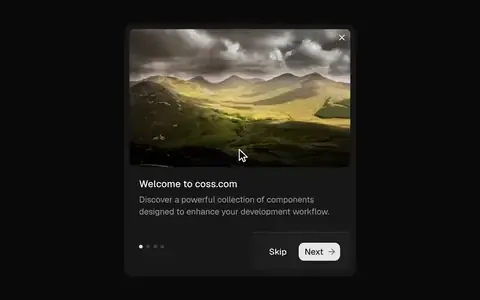 Welcome to coss.com
Discover a powerful collection of components
designed to enhance your development workflow.
Skip
Next